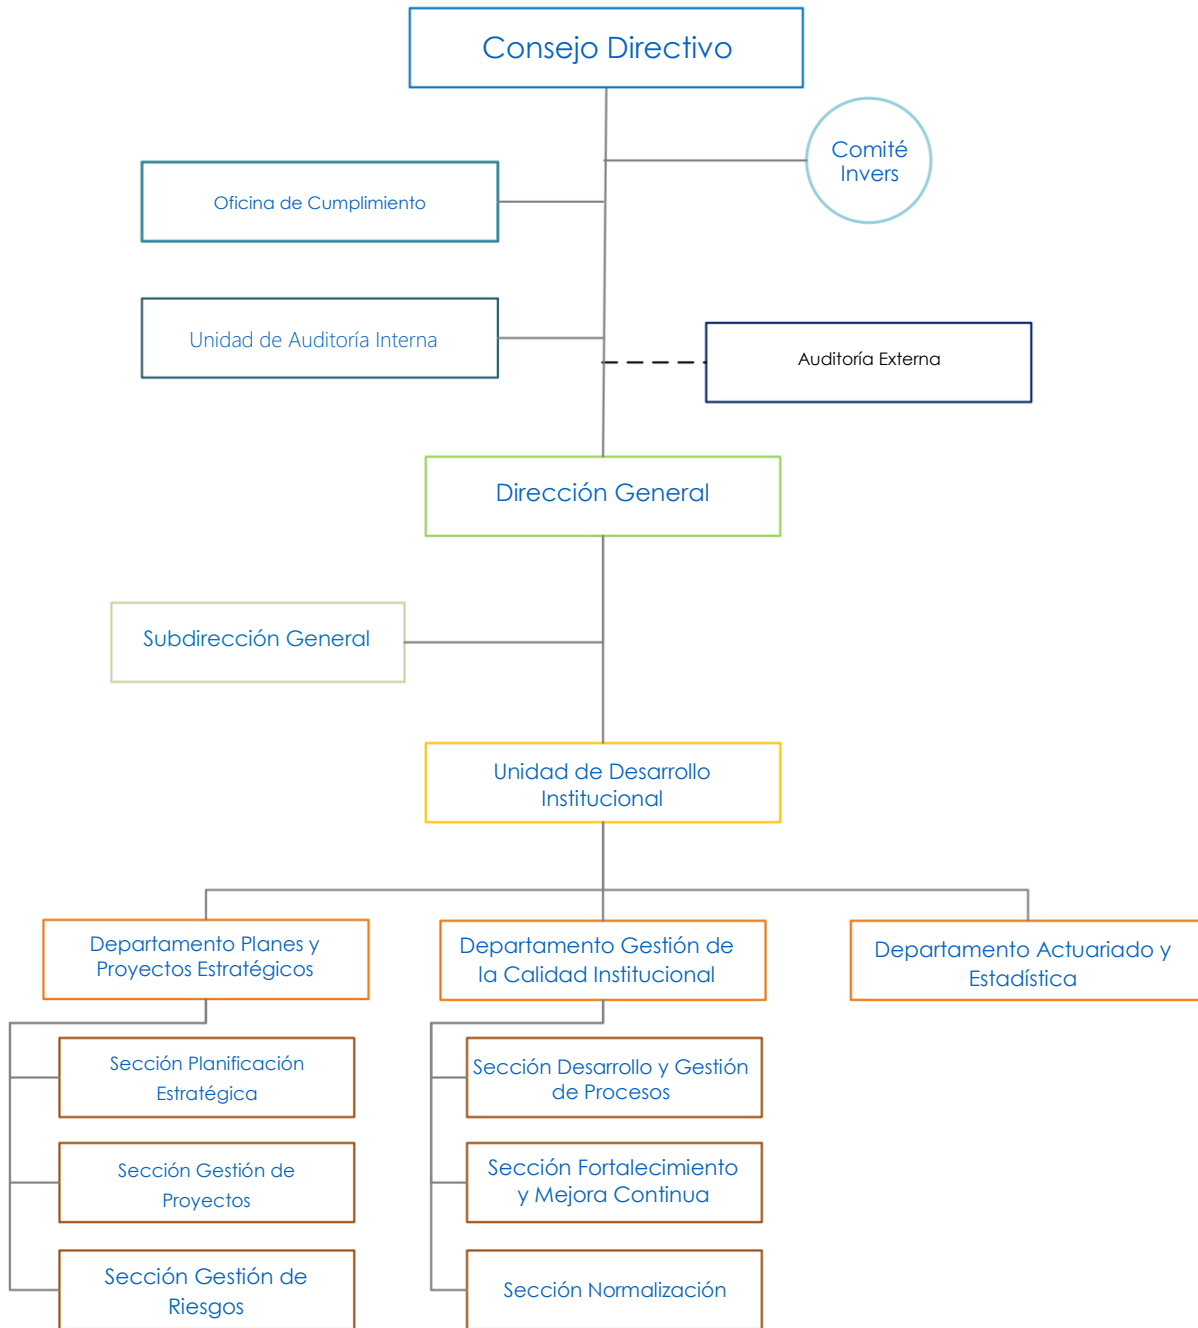 Consejo Directivo
Comité
Invers
Oficina de Cumplimiento
Unidad de Auditoría Interna
Auditoría Externa
Dirección General
Subdirección General
Unidad de Desarrollo
Institucional
Departamento Planes y
Proyectos Estratégicos
Departamento Gestión de
la Calidad Institucional
Departamento Actuariado y
Estadística
Sección Planificación
Estratégica
Sección Desarrollo y Gestión
de Procesos
Sección Gestión de
Proyectos
Sección Fortalecimiento
y Mejora Continua
Sección Gestión de
Riesgos
Sección Normalización